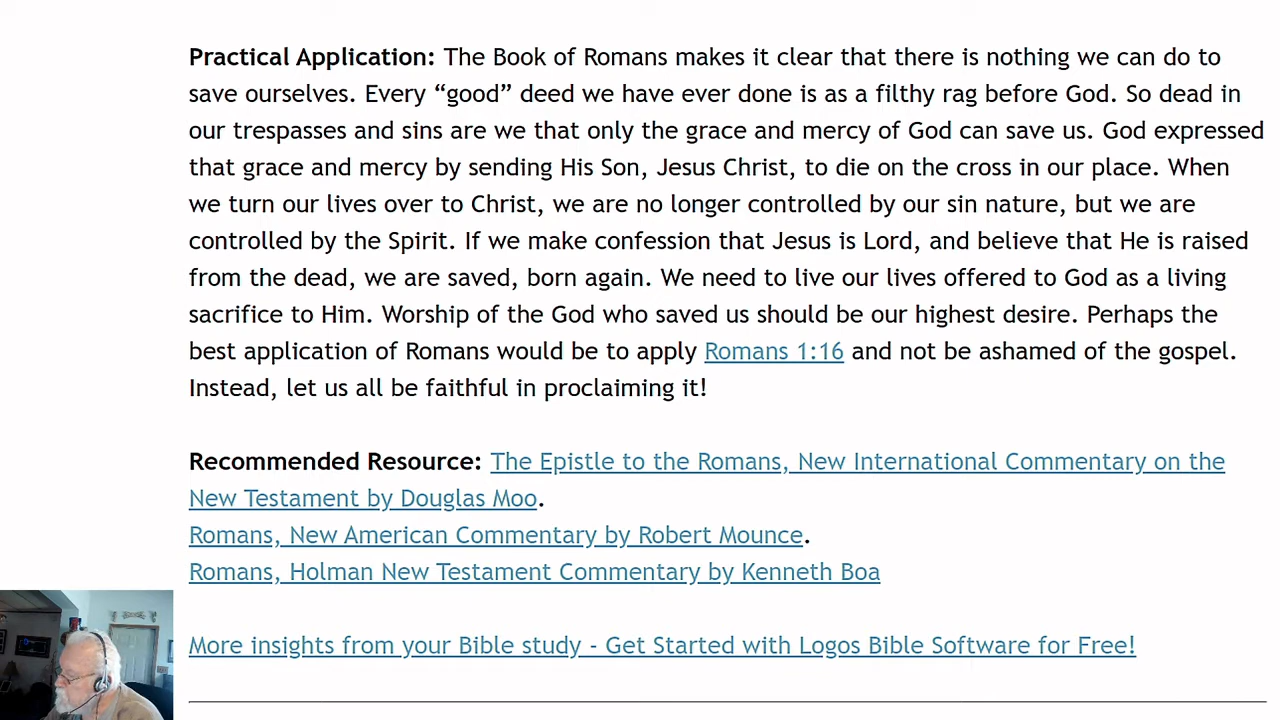 Practical Application: The Book of Romans makes it clear that there is nothing we can do to
save ourselves. Every “good” deed we have ever done is as a filthy rag before God. So dead in
our trespasses and sins are we that only the grace and mercy of God can save us. God expressed
that grace and mercy by sending His Son, Jesus Christ, to die on the cross in our place. When
we turn our lives over to Christ, we are no longer controlled by our sin nature, but we are
controlled by the Spirit. If we make confession that Jesus is Lord, and believe that He is raised
from the dead, we are saved, born again. We need to live our lives offered to God as a living
sacrifice to Him. Worship of the God who saved us should be our highest desire. Perhaps the
best application of Romans would be to apply Romans 1:16 and not be ashamed of the gospel.
Instead, let us all be faithful in proclaiming it!
Recommended Resource: The Epistle to the Romans, New International Commentary on the
New Testament by Douglas Moo.
Romans, New American Commentary by Robert Mounce.
Romans, Holman New Testament Commentary by Kenneth Boa
More insights from your Bible study - Get Started with Logos Bible Software for Free!